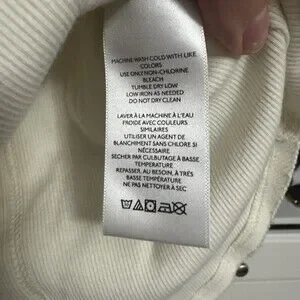 MACHINE WASH COLD WITH LIKE
COLORS
USE ONLY NON-CHLORINE
BLEACH
TUMBLE DRY LOW
LOW IRON AS NEEDED
DO NOT DRY CLEAN
LAVER À LA MACHINE À L'EAU
FROIDE AVEC COULEURS
SIMILAIRES
UTILISER UN AGENT DE
BLANCHIMENT SANS CHLORE SI
NÉCESSAIRE
SÉCHER PAR CULBUTAGE À BASSE
TEMPERATURE
REPASSER, AU BESOIN, À TRÈS
BASSE TEMPÉRATURE
NE PAS NETTOYER À SEC